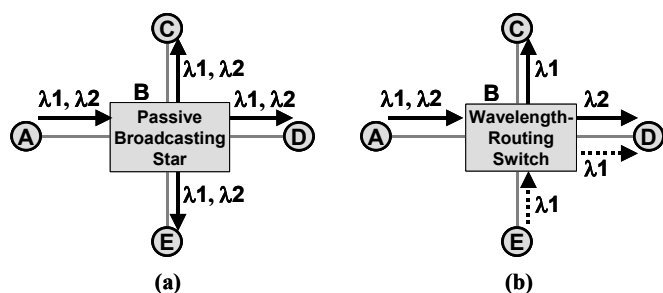 C
λ1, λ2
λ1, λ2
B
λ1, λ2
A
Passive
Broadcasting
Star
D
λ1, λ2
E
(a)
C
λ1
λ1, λ2
B
λ2
A
Wavelength-
Routing
Switch
D
λ1
λ1
E
(b)